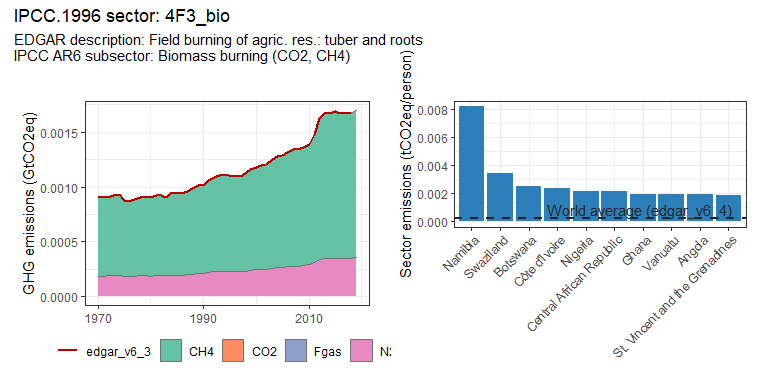 IPCC.1996 sector: 4F3_bio
EDGAR description: Field burning of agric. res.: tuber and roots
IPCC AR6 subsector: Biomass burning (CO2, CH4)
GHG emissions (GtCO2eq)
0.0015
0.0010
0.0005
0.0000
1970
1990
2010
edgar_v6_3
CH4
CO2
Fgas
N2
Sector emissions (tCO2eq/person)
0.008
0.006
0.004
0.002
0.000
World average (edgar_v6_4)
Namibia
Swaziland
Botswana
Côte d'Ivoire
Nigeria
Central African Republic
Ghana
Vanuatu
Angola
St. Vincent and the Grenadines